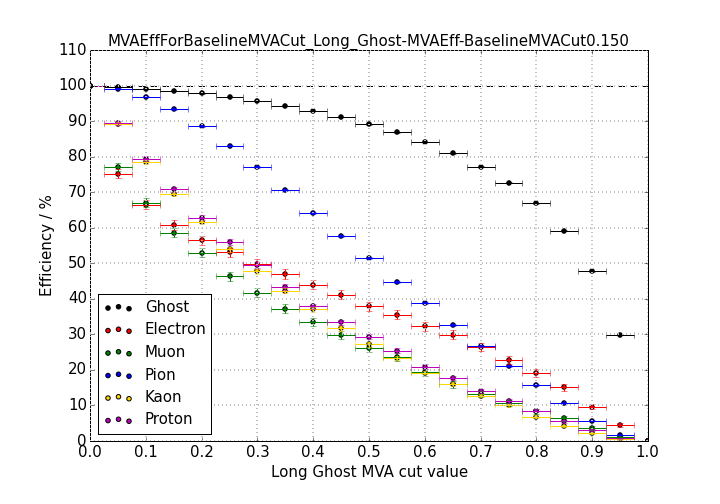 MVAEffForBaselineMVACut_Long_Ghost-MVAEff-BaselineMVACut0.150
110
100
90
80
70
60
50
40
30
20
10
0
Efficiency / %
Ghost
Electron
Muon
Pion
Kaon
Proton
0.0 0.1 0.2 0.3 0.4 0.5 0.6 0.7 0.8 0.9 1.0
Long Ghost MVA cut value